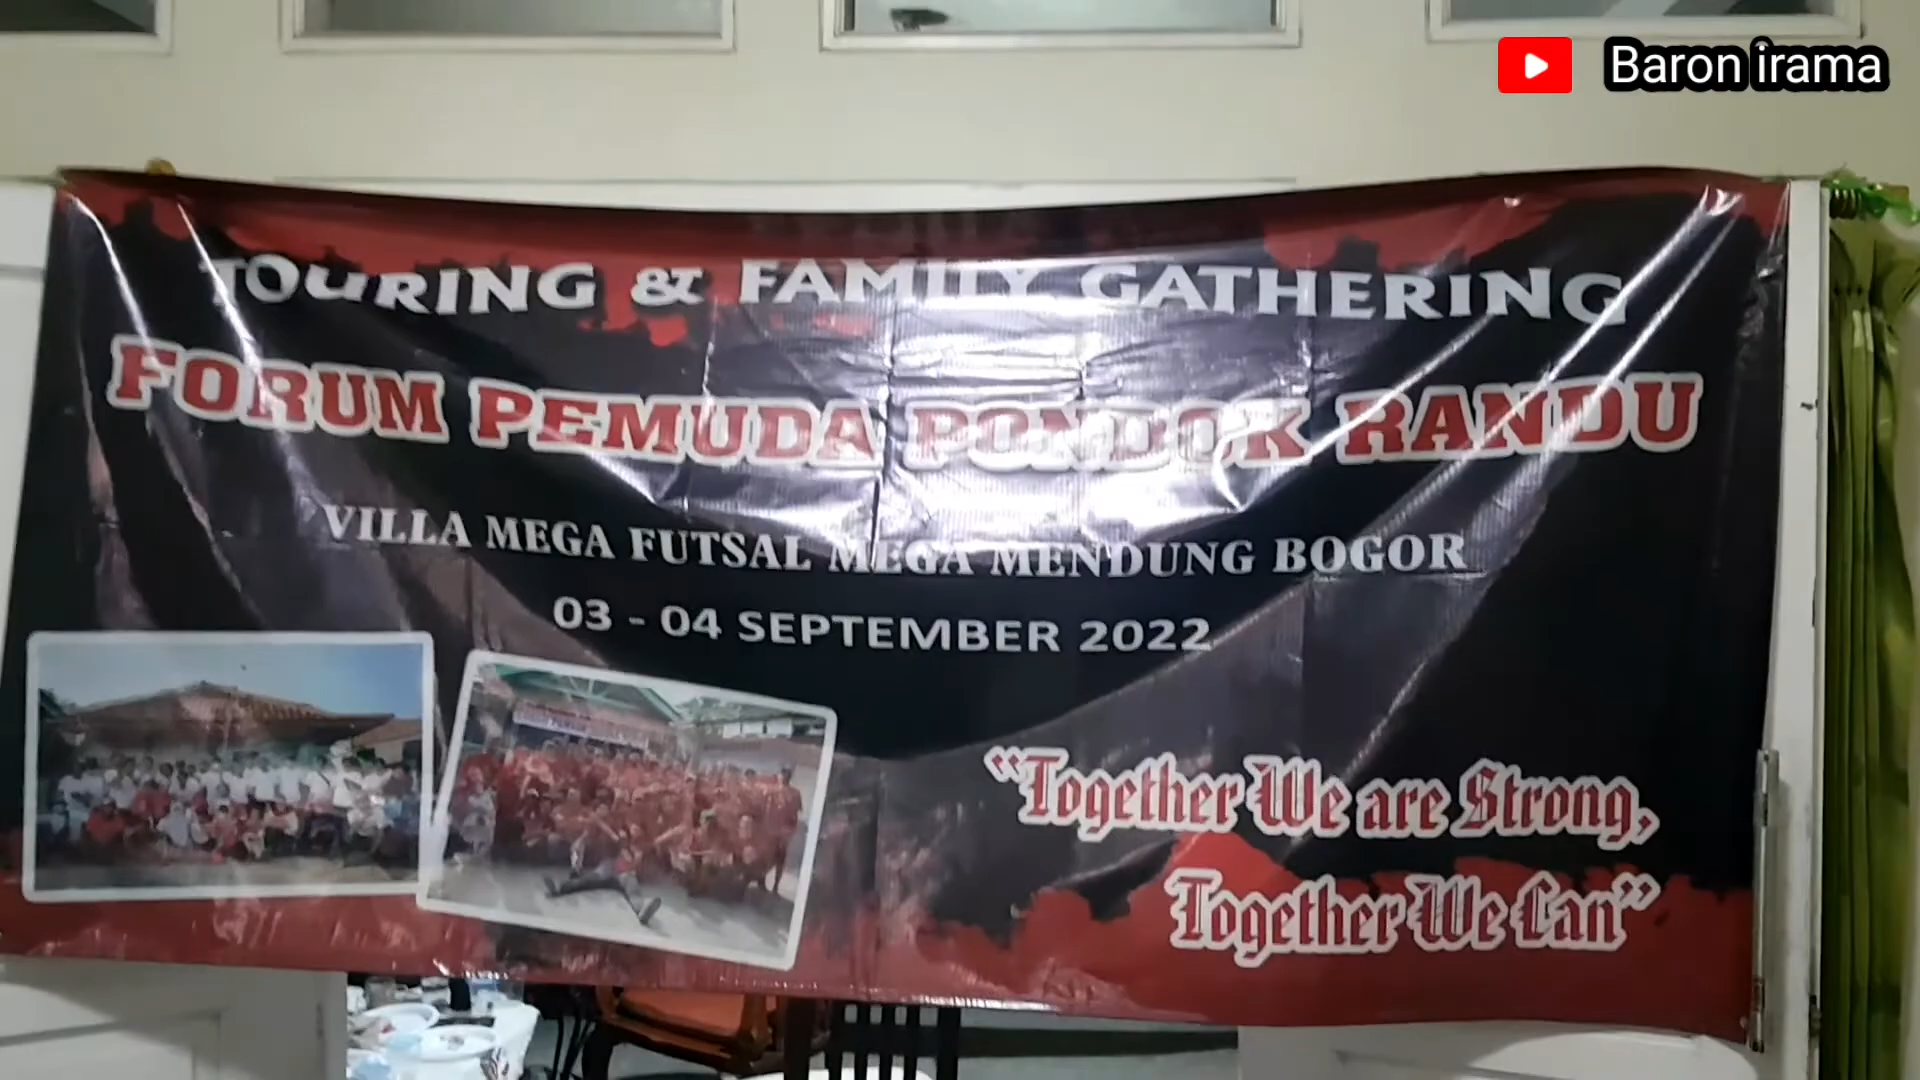 Baron irama
TOURING & FAMILY GATHERING
FORUM PEMUDA PONDOK RANDU
VILLA MEGA FUTSAL MEGA MENDUNG BOGOR
03 - 04 SEPTEMBER 2022
"Together We are Strong,
Together We Can"